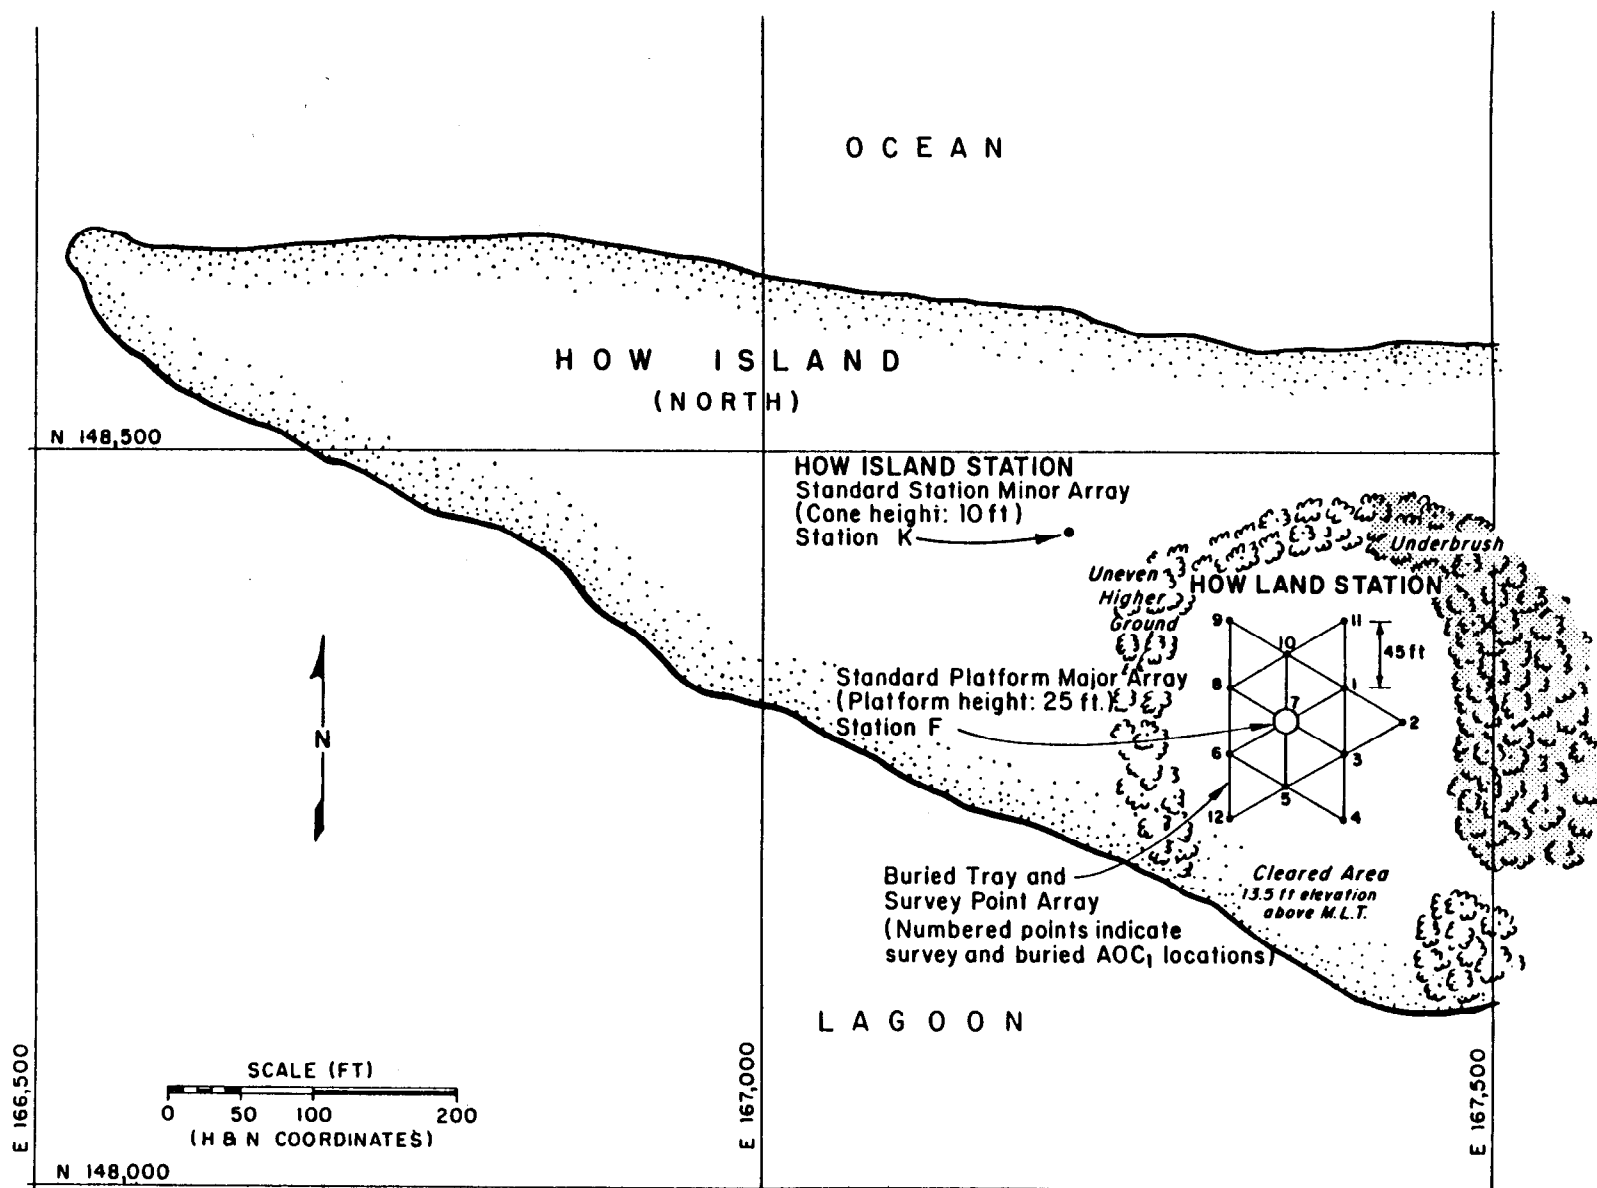 OCEAN
HOW ISLAND
(NORTH)
N 148,500
HOW ISLAND STATION
Standard Station Minor Array
(Cone height: 10 ft)
Station K
Underbrush
Uneven
Higher
Ground
HOW LAND STATION
9
11
10
45 ft
8
1
7
2
6
3
5
12
4
Standard Platform Major Array
(Platform height: 25 ft.)
Station F
N
Buried Tray and
Survey Point Array
(Numbered points indicate
survey and buried AOC₁ locations)
Cleared Area
13.5 ft elevation
above M.L.T.
LAGOON
E 166,500
E 167,000
E 167,500
SCALE (FT)
0 50 100 200
(H & N COORDINATES)
N 148,000